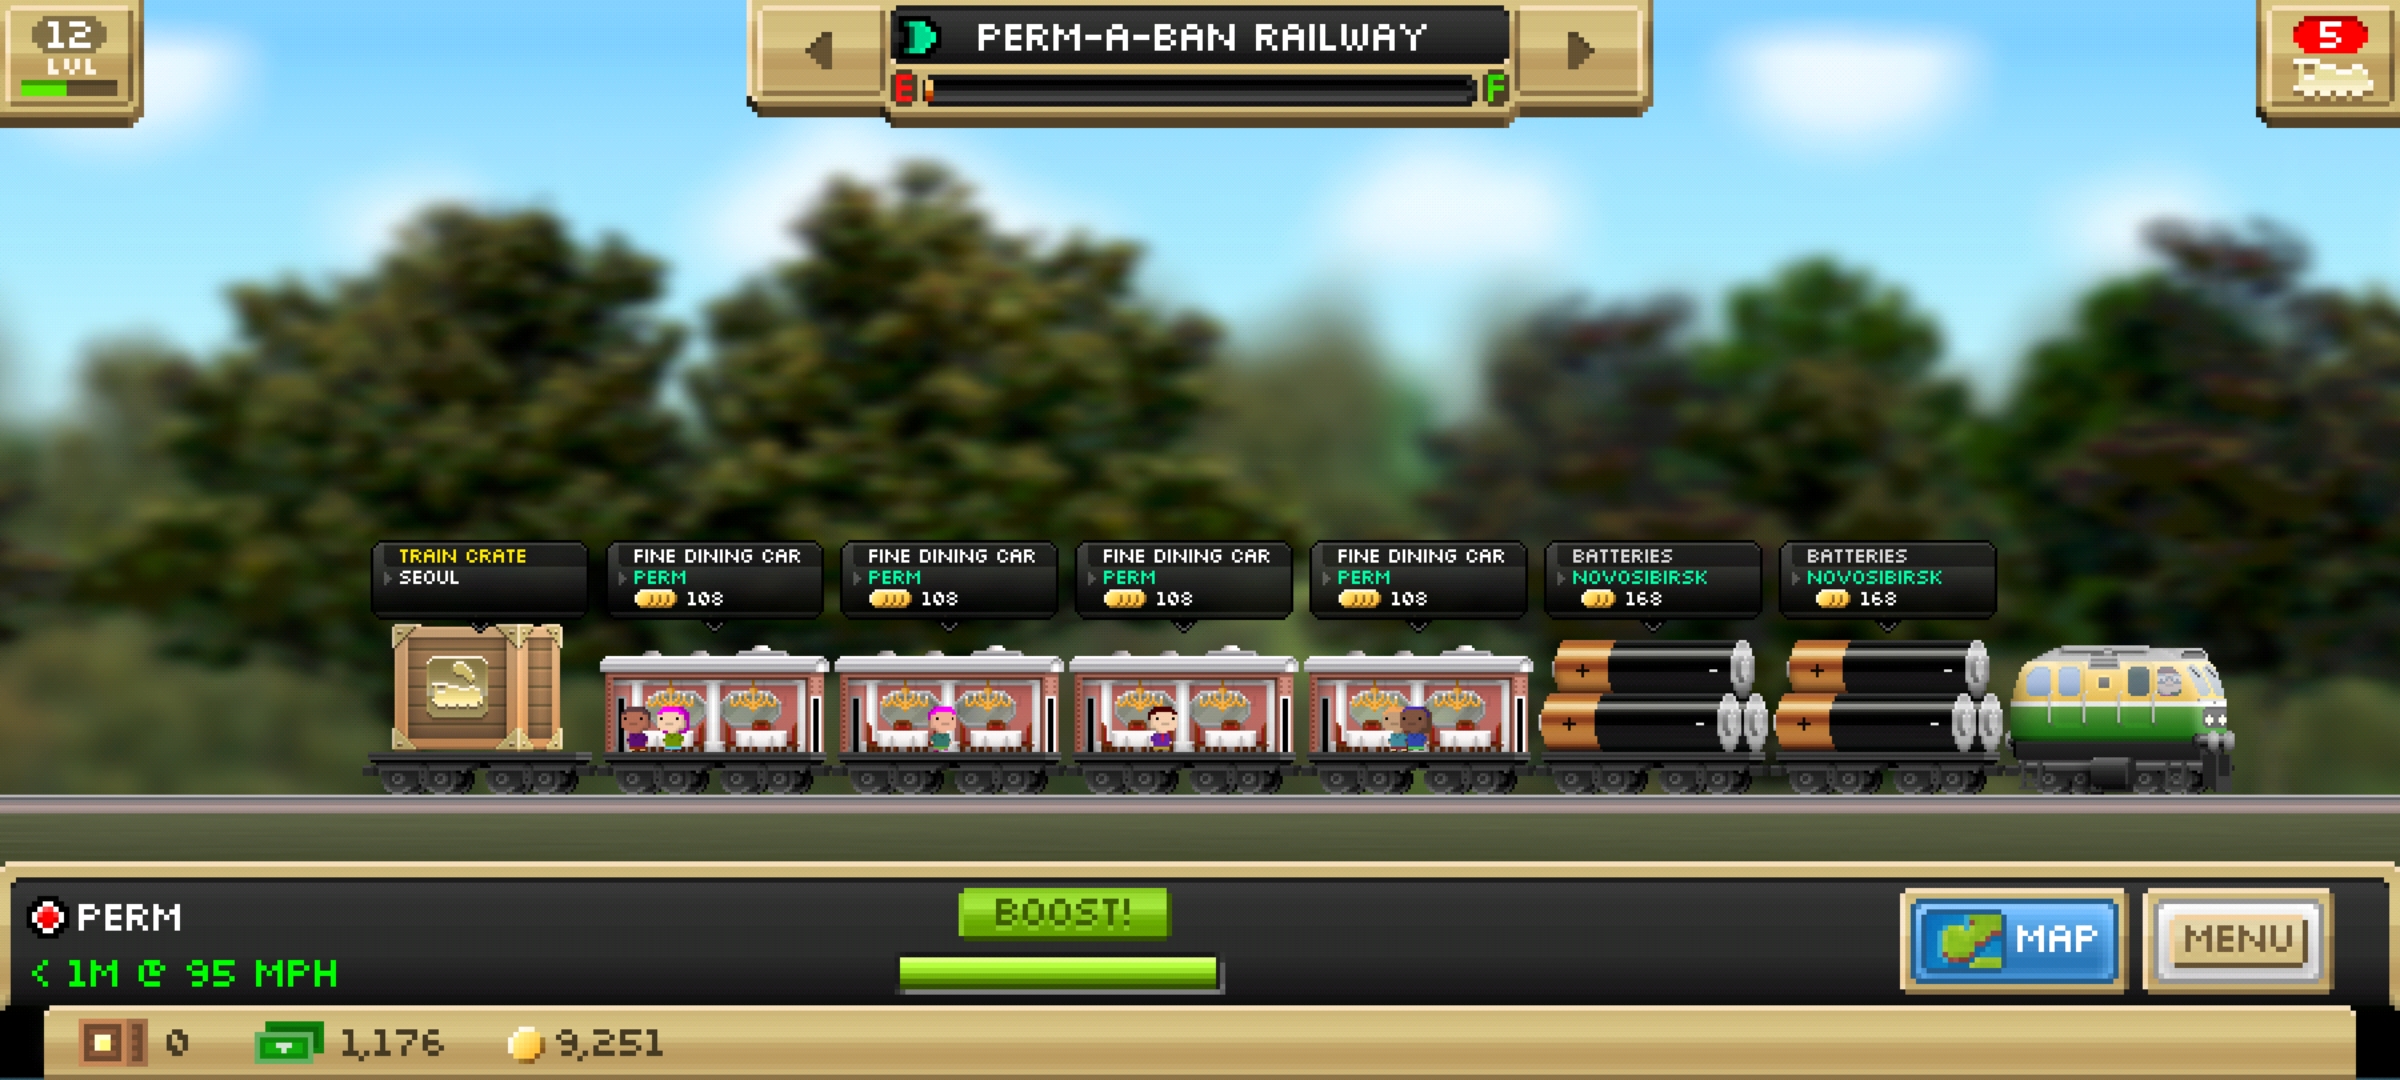 12
LVL
PERM-A-BAN RAILWAY
E F
5
TRAIN CRATE
SEOUL
FINE DINING CAR
PERM
108
FINE DINING CAR
PERM
108
FINE DINING CAR
PERM
108
FINE DINING CAR
PERM
108
BATTERIES
NOVOSIBIRSK
168
BATTERIES
NOVOSIBIRSK
168
+ -
+ -
+ -
+ -
PERM
< 1M @ 95 MPH
BOOST!
MAP
MENU
0
1,176
9,251